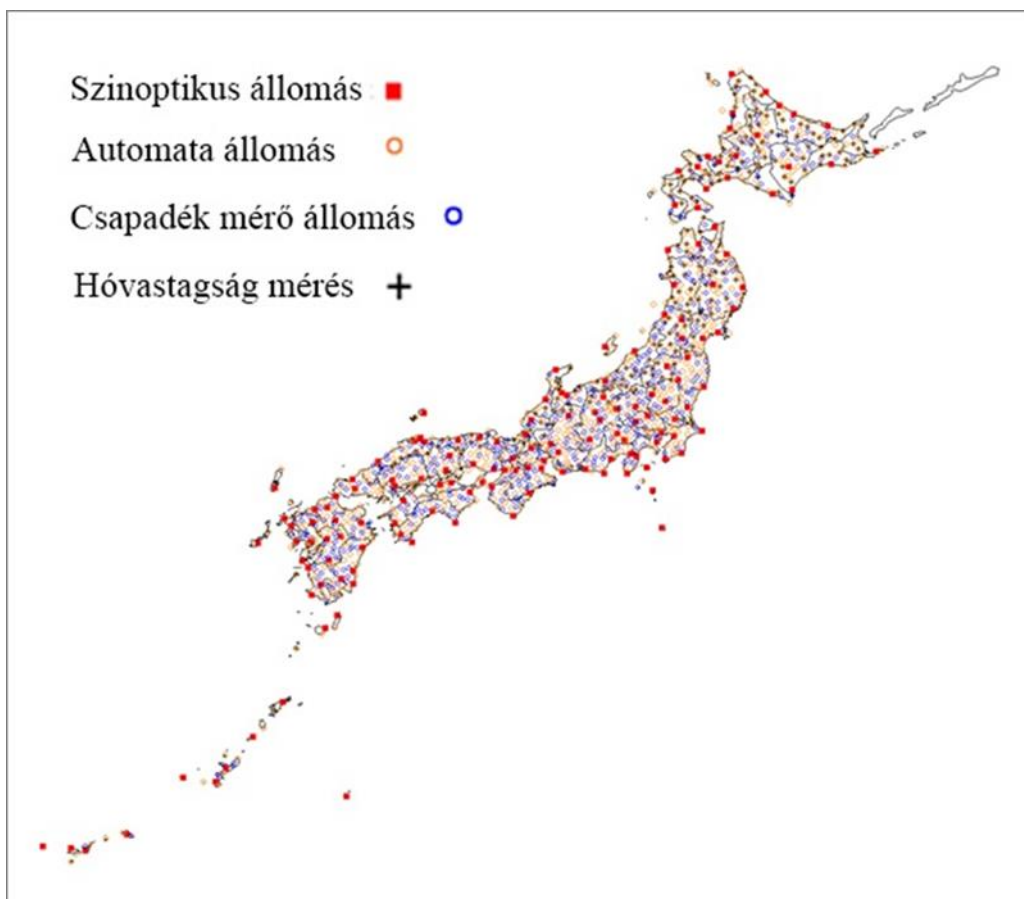 Szinoptikus állomás
Automata állomás
Csapadék mérő állomás
Hóvastagság mérés